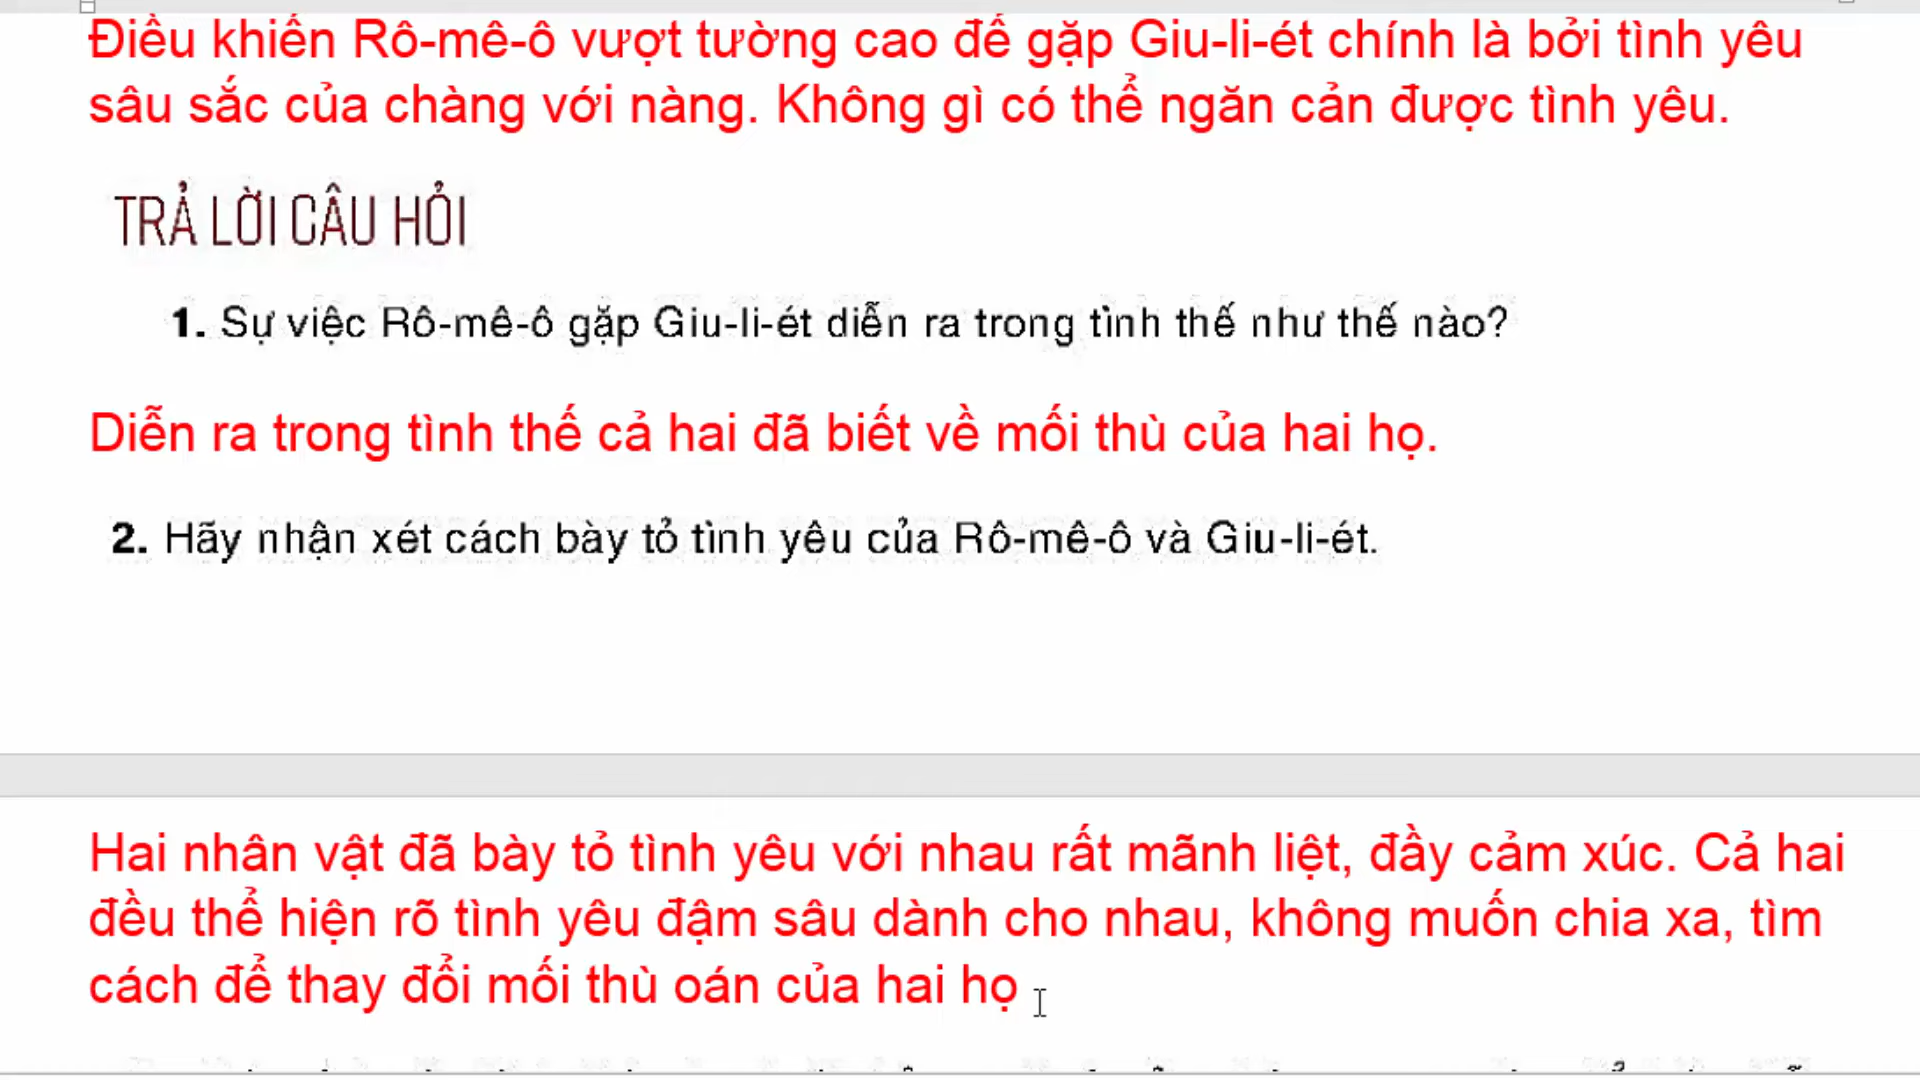 Điều khiến Rô-mê-ô vượt tường cao để gặp Giu-li-ét chính là bởi tình yêu
sâu sắc của chàng với nàng. Không gì có thể ngăn cản được tình yêu.
TRẢ LỜI CÂU HỎI
1. Sự việc Rô-mê-ô gặp Giu-li-ét diễn ra trong tình thế như thế nào?
Diễn ra trong tình thế cả hai đã biết về mối thù của hai họ.
2. Hãy nhận xét cách bày tỏ tình yêu của Rô-mê-ô và Giu-li-ét.
Hai nhân vật đã bày tỏ tình yêu với nhau rất mãnh liệt, đầy cảm xúc. Cả hai
đều thể hiện rõ tình yêu đậm sâu dành cho nhau, không muốn chia xa, tìm
cách để thay đổi mối thù oán của hai họ